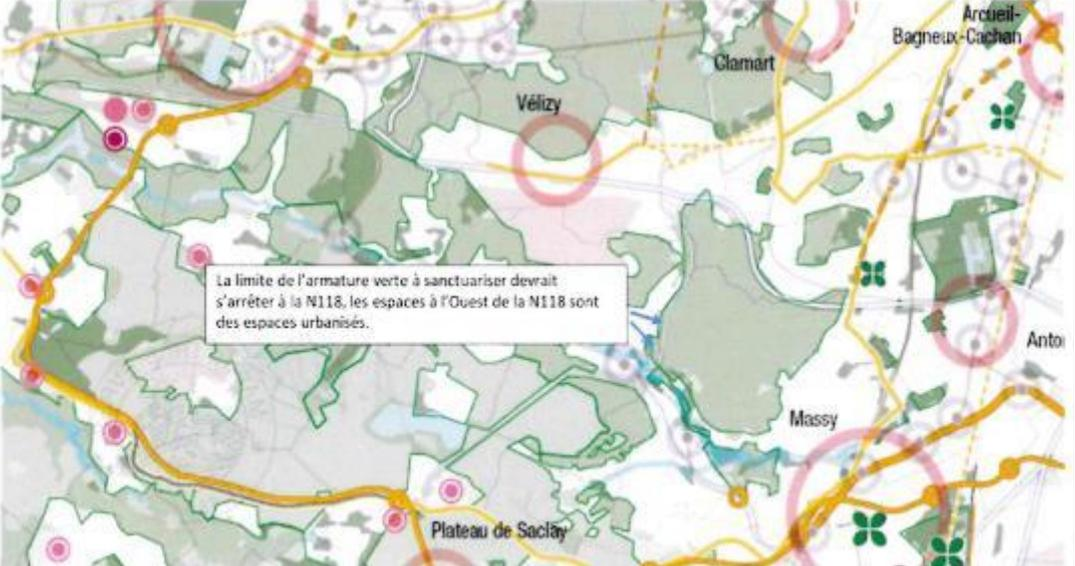 Arcueil-
Bagneux-Cachan
Clamart
Vélizy
La limite de l'armature verte à sanctuariser devrait
s'arrêter à la N118, les espaces à l'Ouest de la N118 sont
des espaces urbanisés.
Anto
Massy
Plateau de Saclay